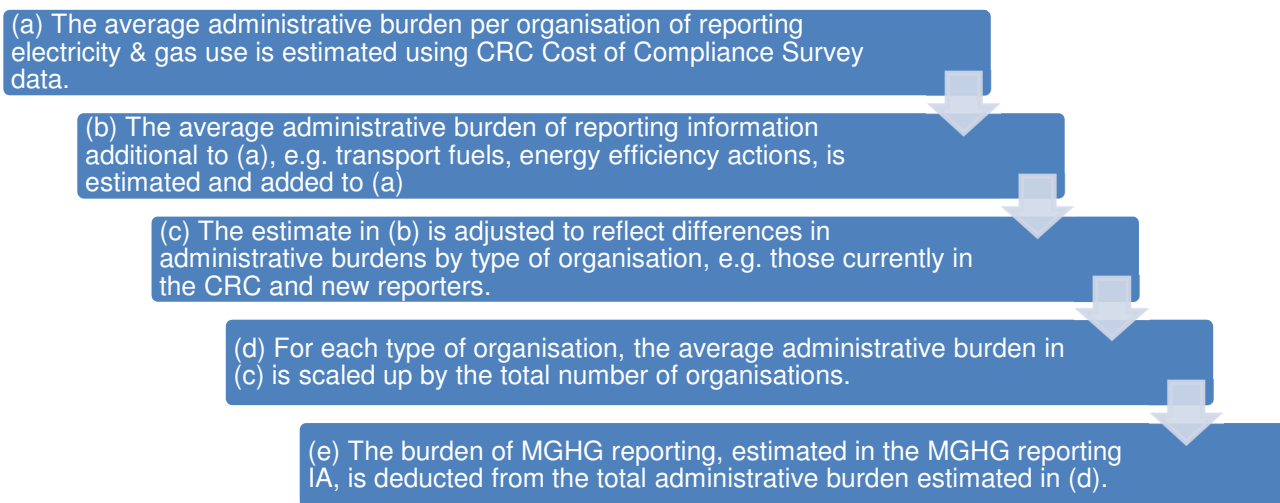 (a) The average administrative burden per organisation of reporting
electricity & gas use is estimated using CRC Cost of Compliance Survey
data.
(b) The average administrative burden of reporting information
additional to (a), e.g. transport fuels, energy efficiency actions, is
estimated and added to (a)
(c) The estimate in (b) is adjusted to reflect differences in
administrative burdens by type of organisation, e.g. those currently in
the CRC and new reporters.
(d) For each type of organisation, the average administrative burden in
(c) is scaled up by the total number of organisations.
(e) The burden of MGHG reporting, estimated in the MGHG reporting
IA, is deducted from the total administrative burden estimated in (d).